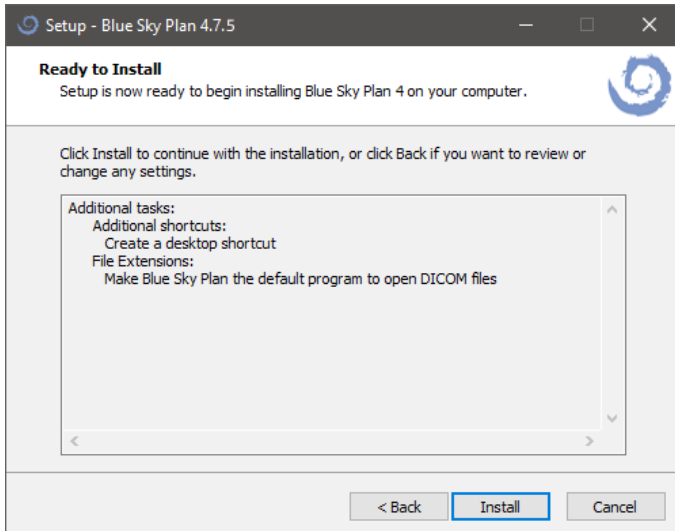 Setup - Blue Sky Plan 4.7.5
Ready to Install
Setup is now ready to begin installing Blue Sky Plan 4 on your computer.
Click Install to continue with the installation, or click Back if you want to review or
change any settings.
Additional tasks:
Additional shortcuts:
Create a desktop shortcut
File Extensions:
Make Blue Sky Plan the default program to open DICOM files
< Back Install Cancel